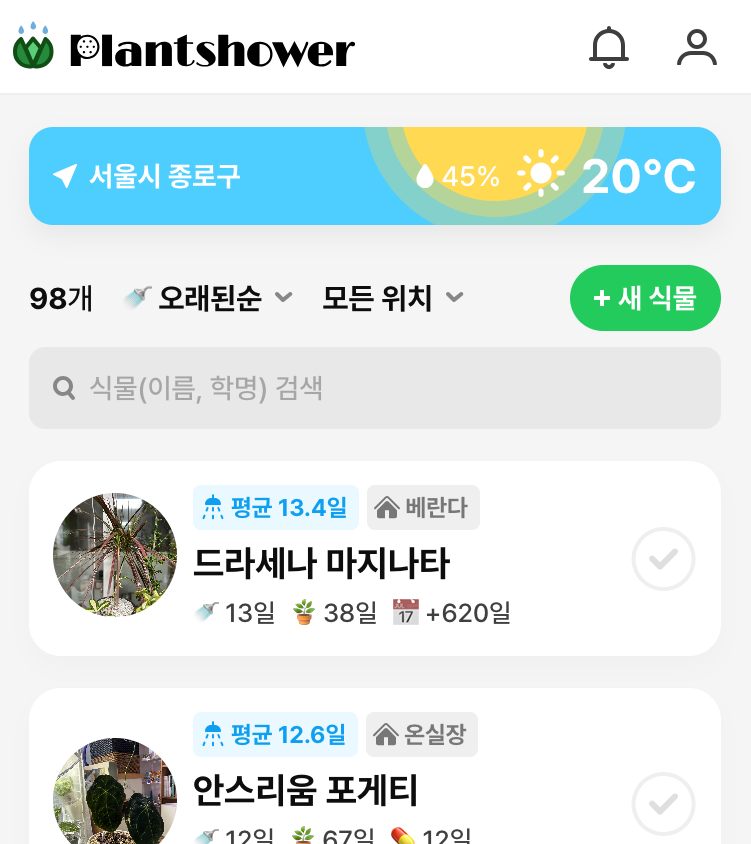 Plantshower
서울시 종로구 45% 20°C
98개 오래된순 모든 위치 + 새 식물
식물(이름, 학명) 검색
평균 13.4일 베란다
드라세나 마지나타
13일 38일 17 +620일
평균 12.6일 온실장
안스리움 포게티
12일 67일 12일